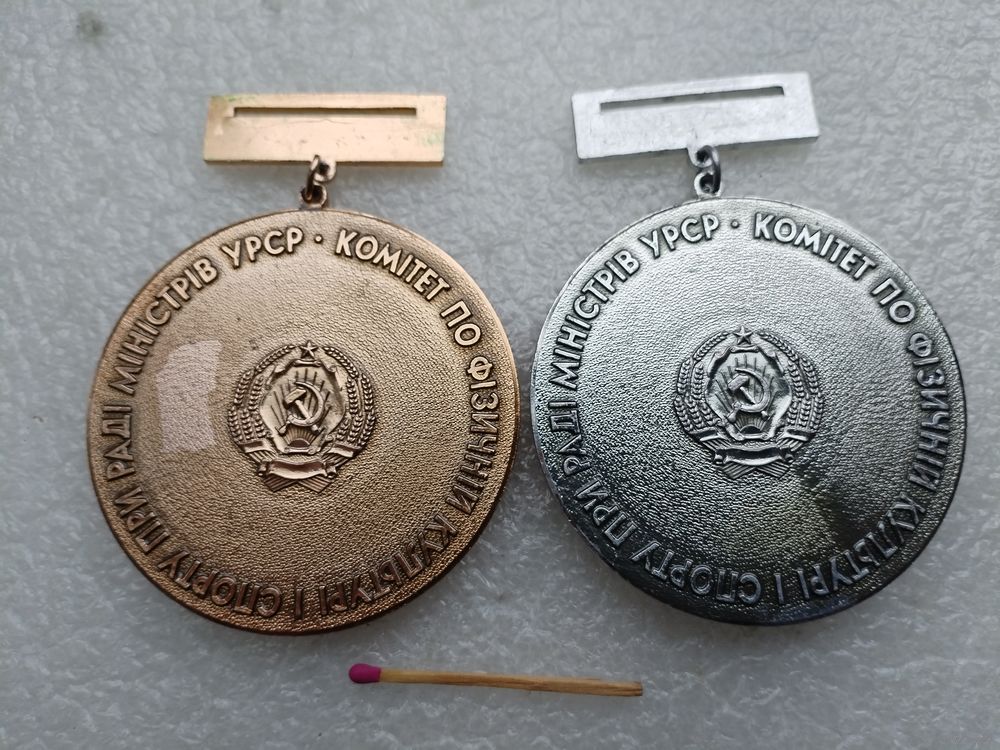 КОМІТЕТ ПО ФІЗИЧНІЙ КУЛЬТУРІ І СПОРТУ ПРИ РАДІ МІНІСТРІВ УРСР ·
КОМІТЕТ ПО ФІЗИЧНІЙ КУЛЬТУРІ І СПОРТУ ПРИ РАДІ МІНІСТРІВ УРСР ·